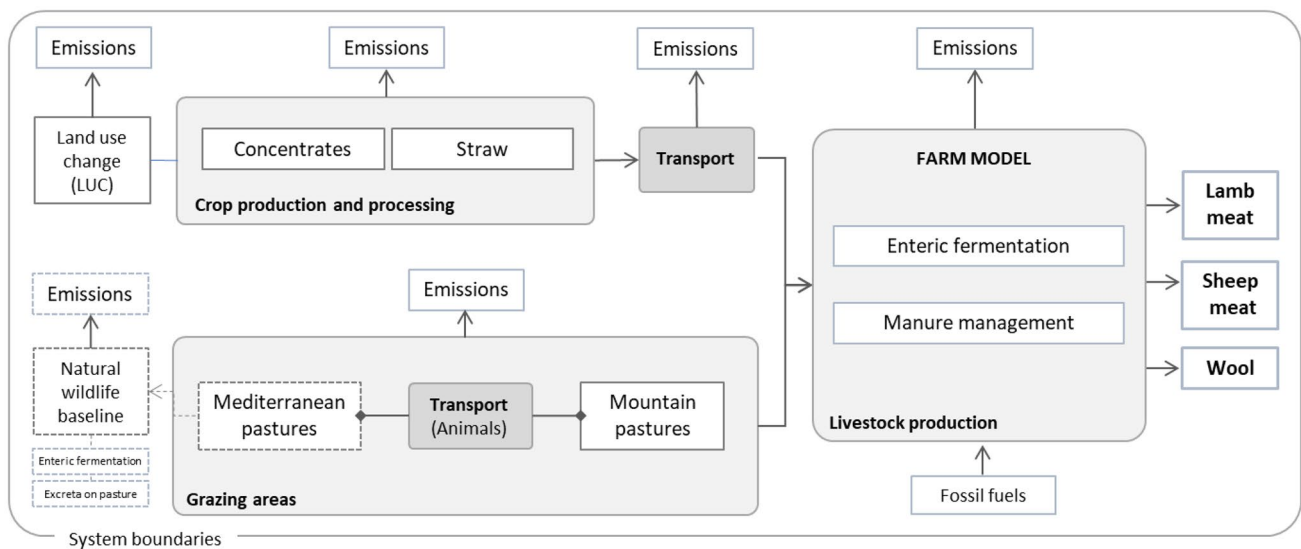 Emissions
Emissions
Emissions
Emissions
Land use
change
(LUC)
Concentrates
Straw
Crop production and processing
Transport
FARM MODEL
Enteric fermentation
Manure management
Livestock production
Lamb
meat
Sheep
meat
Wool
Emissions
Emissions
Natural
wildlife
baseline
Enteric fermentation
Excreta on pasture
Mediterranean
pastures
Transport
(Animals)
Mountain
pastures
Grazing areas
Fossil fuels
System boundaries